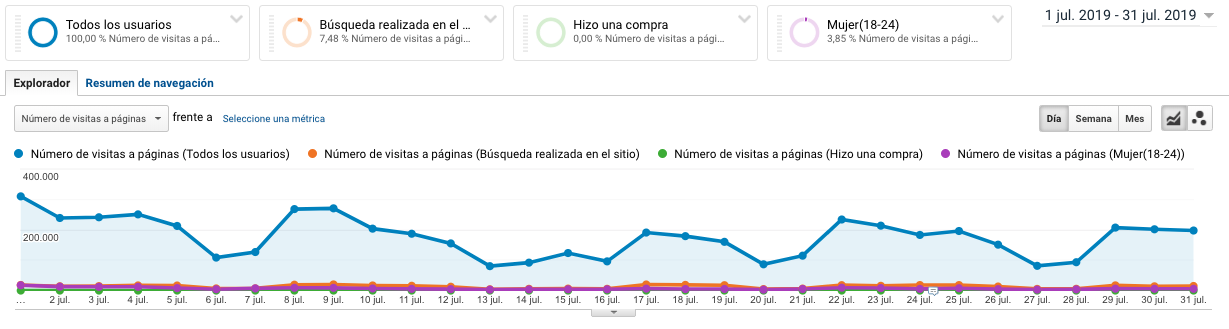 Todos los usuarios
100,00 % Número de visitas a pá...
Búsqueda realizada en el ...
7,48 % Número de visitas a pági...
Hizo una compra
0,00 % Número de visitas a pági...
Mujer(18-24)
3,85 % Número de visitas a pági...
1 jul. 2019 - 31 jul. 2019
Explorador Resumen de navegación
Número de visitas a páginas frente a Seleccione una métrica
Día Semana Mes
Número de visitas a páginas (Todos los usuarios) Número de visitas a páginas (Búsqueda realizada en el sitio) Número de visitas a páginas (Hizo una compra) Número de visitas a páginas (Mujer(18-24))
400.000
200.000
... 2 jul. 3 jul. 4 jul. 5 jul. 6 jul. 7 jul. 8 jul. 9 jul. 10 jul. 11 jul. 12 jul. 13 jul. 14 jul. 15 jul. 16 jul. 17 jul. 18 jul. 19 jul. 20 jul. 21 jul. 22 jul. 23 jul. 24 jul. 25 jul. 26 jul. 27 jul. 28 jul. 29 jul. 30 jul. 31 jul.